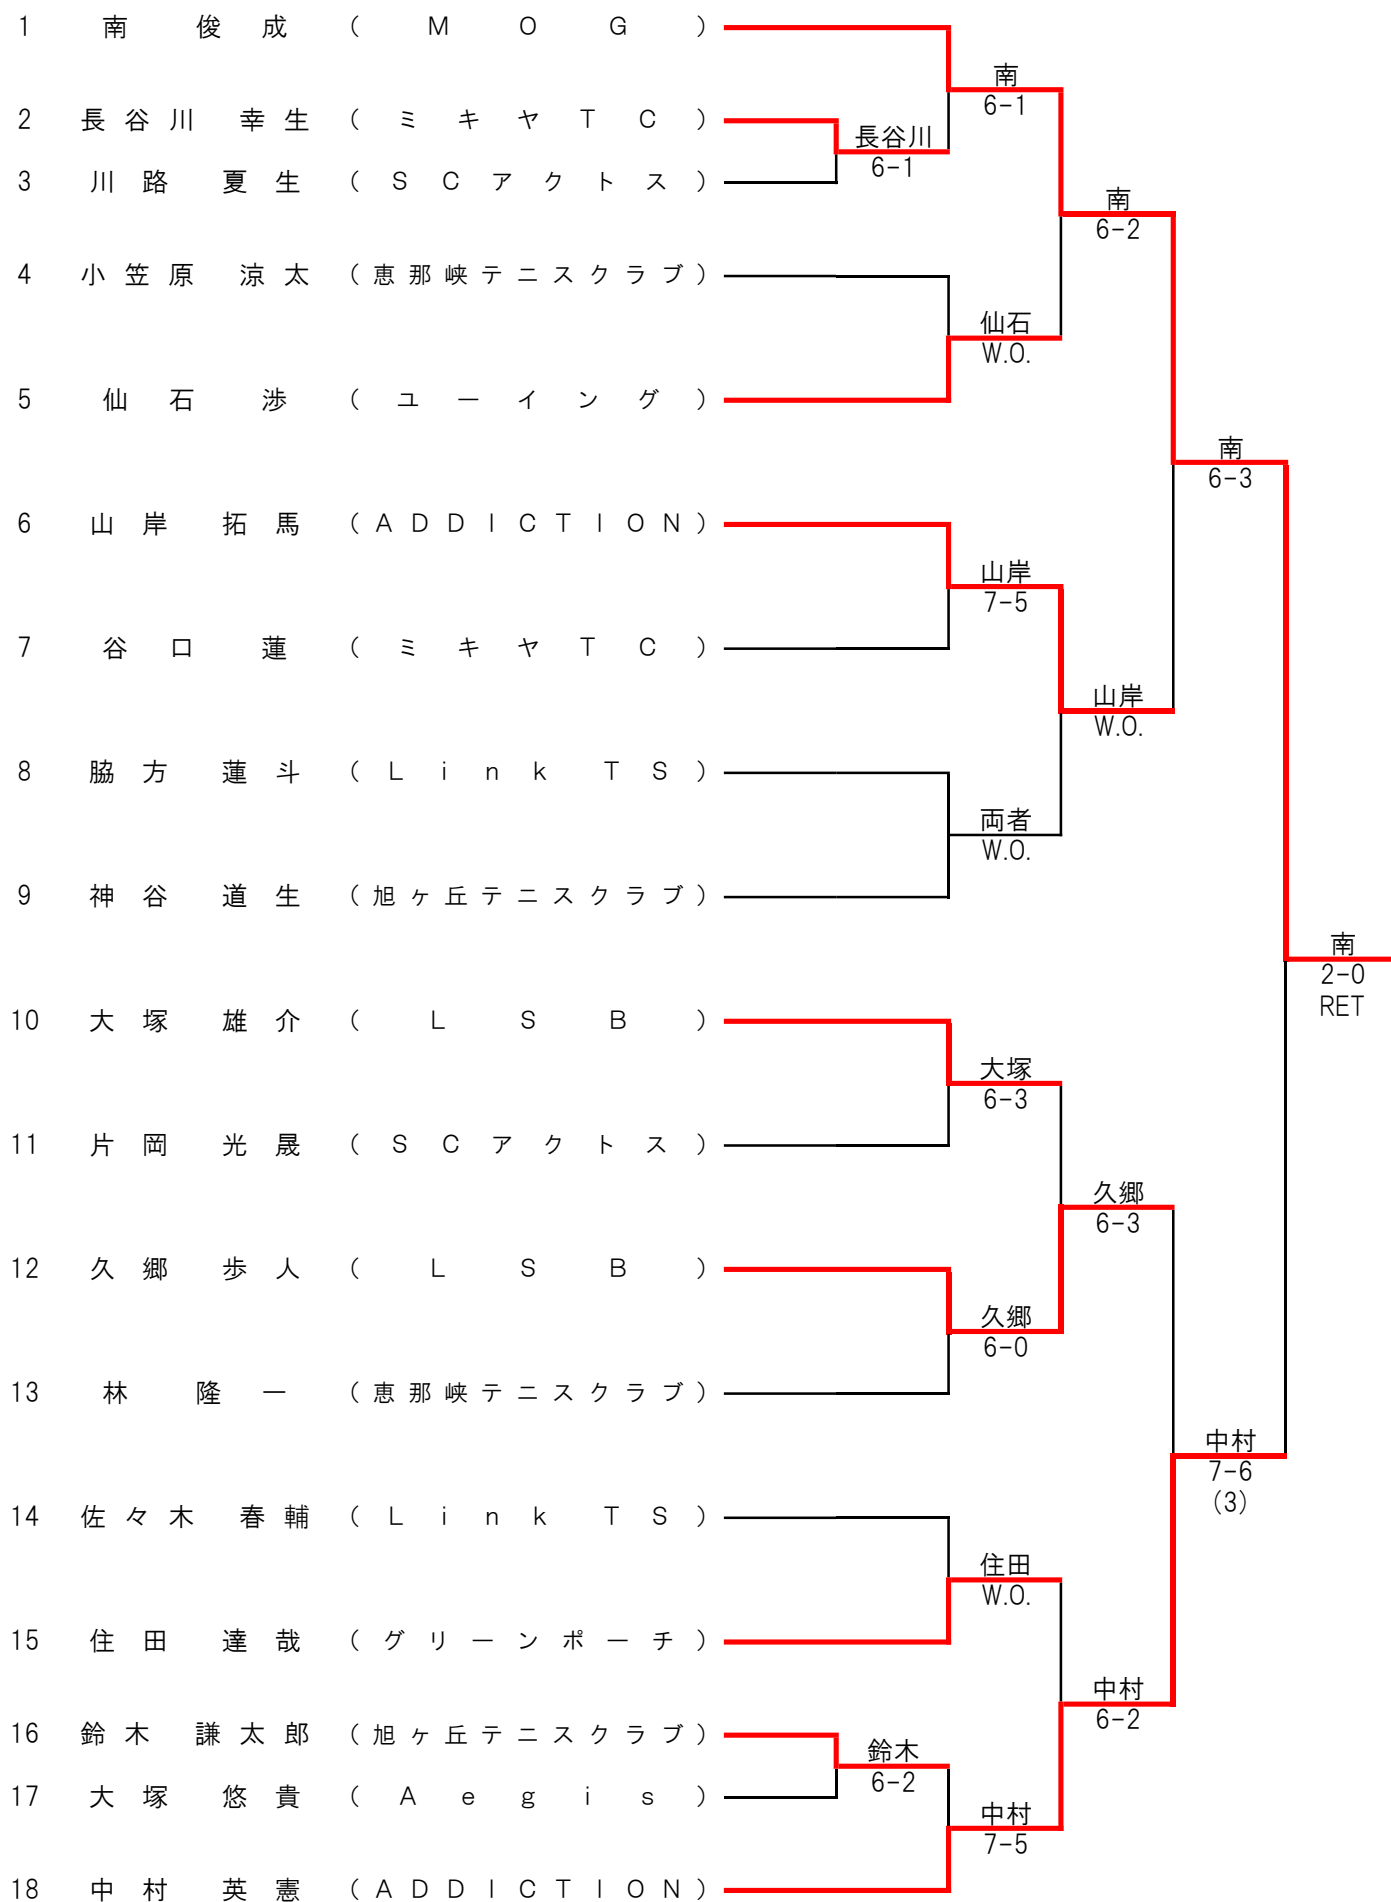 1 南 俊 成 ( M O G )
南
6-1
2 長 谷 川 幸 生 ( ミ キ ヤ T C )
長谷川
6-1
3 川 路 夏 生 ( S C ア ク ト ス )
南
6-2
4 小 笠 原 涼 太 ( 恵 那 峡 テ ニ ス ク ラ ブ )
仙石
W.O.
5 仙 石 渉 ( ユ ー イ ン グ )
南
6-3
6 山 岸 拓 馬 ( A D D I C T I O N )
山岸
7-5
7 谷 口 蓮 ( ミ キ ヤ T C )
山岸
W.O.
8 脇 方 蓮 斗 ( L i n k T S )
両者
W.O.
9 神 谷 道 生 ( 旭 ヶ 丘 テ ニ ス ク ラ ブ )
南
2-0
RET
10 大 塚 雄 介 ( L S B )
大塚
6-3
11 片 岡 光 晟 ( S C ア ク ト ス )
久郷
6-3
12 久 郷 歩 人 ( L S B )
久郷
6-0
13 林 隆 一 ( 恵 那 峡 テ ニ ス ク ラ ブ )
中村
7-6
(3)
14 佐 々 木 春 輔 ( L i n k T S )
住田
W.O.
15 住 田 達 哉 ( グ リ ー ン ポ ー チ )
中村
6-2
16 鈴 木 謙 太 郎 ( 旭 ヶ 丘 テ ニ ス ク ラ ブ )
鈴木
6-2
17 大 塚 悠 貴 ( A e g i s )
中村
7-5
18 中 村 英 憲 ( A D D I C T I O N )